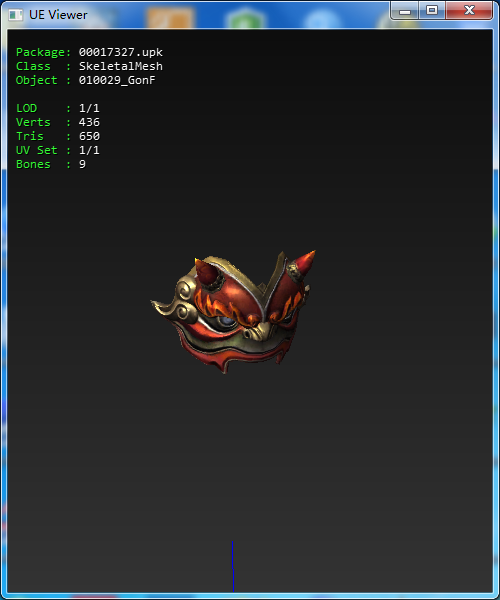 UE Viewer
Package: 00017327.upk
Class : SkeletalMesh
Object : 010029_GonF
LOD : 1/1
Verts : 436
Tris : 650
UV Set : 1/1
Bones : 9